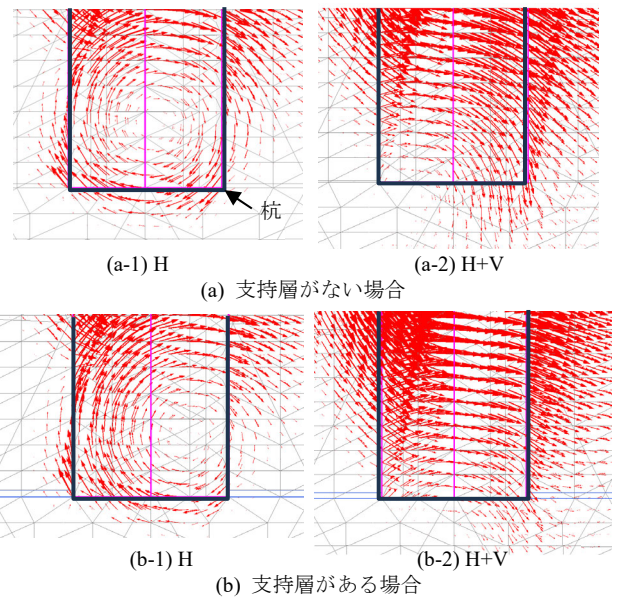 杭
(a-1) H
(a-2) H+V
(a) 支持層がない場合
(b-1) H
(b-2) H+V
(b) 支持層がある場合